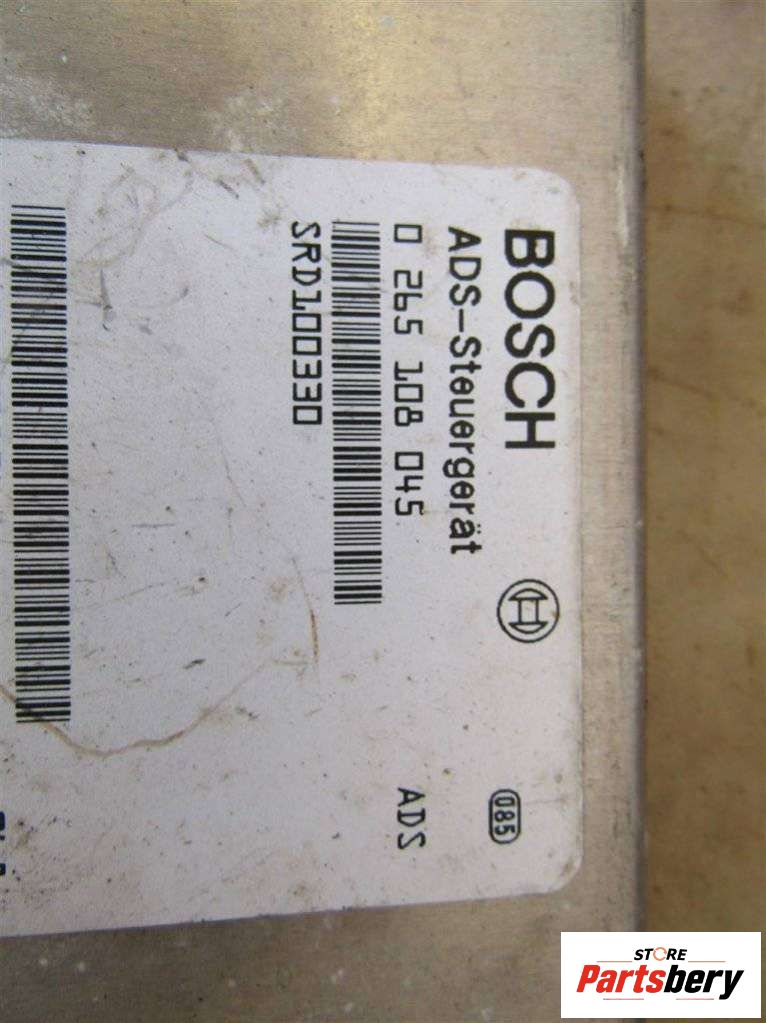 BOSCH
085
ADS-Steuergerät
0 265 108 045
ADS
SRD100330
STORE
Partsbery